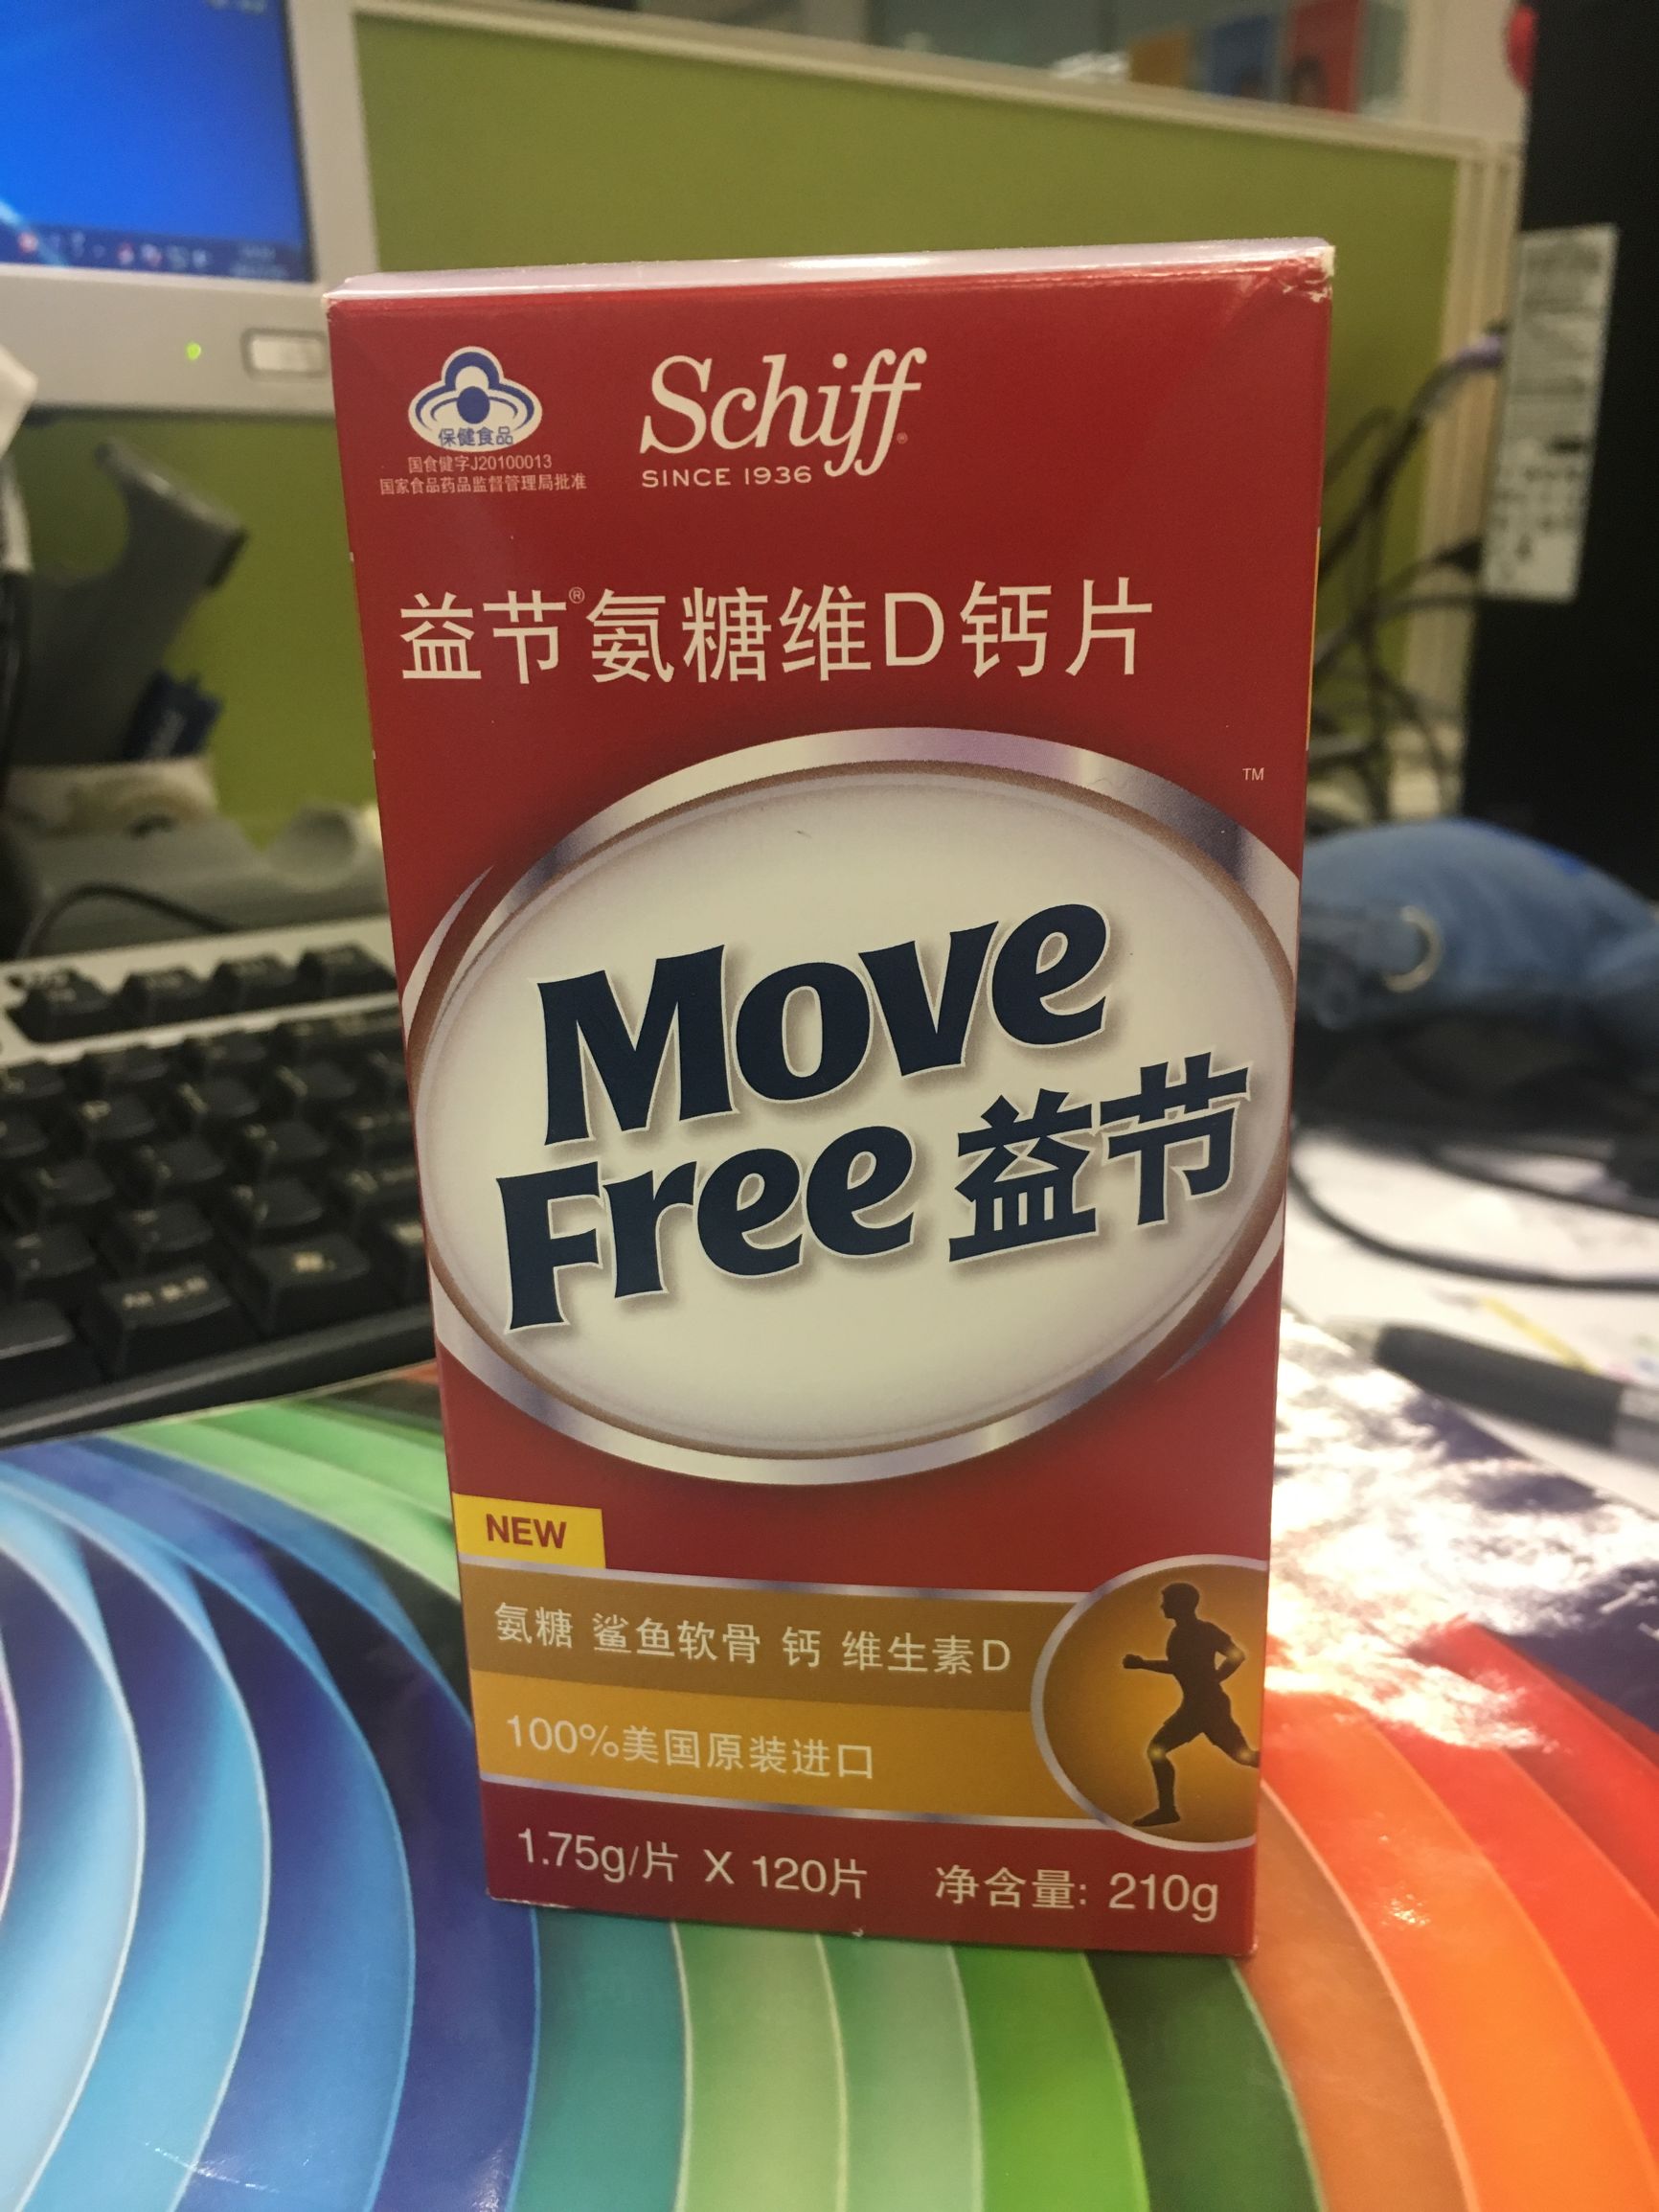 保健食品
国食健字J20100013
国家食品药品监督管理局批准
Schiff®
SINCE 1936
益节®氨糖维D钙片
TM
Move
Free益节
NEW
氨糖 鲨鱼软骨 钙 维生素D
100%美国原装进口
1.75g/片 X 120片 净含量: 210g